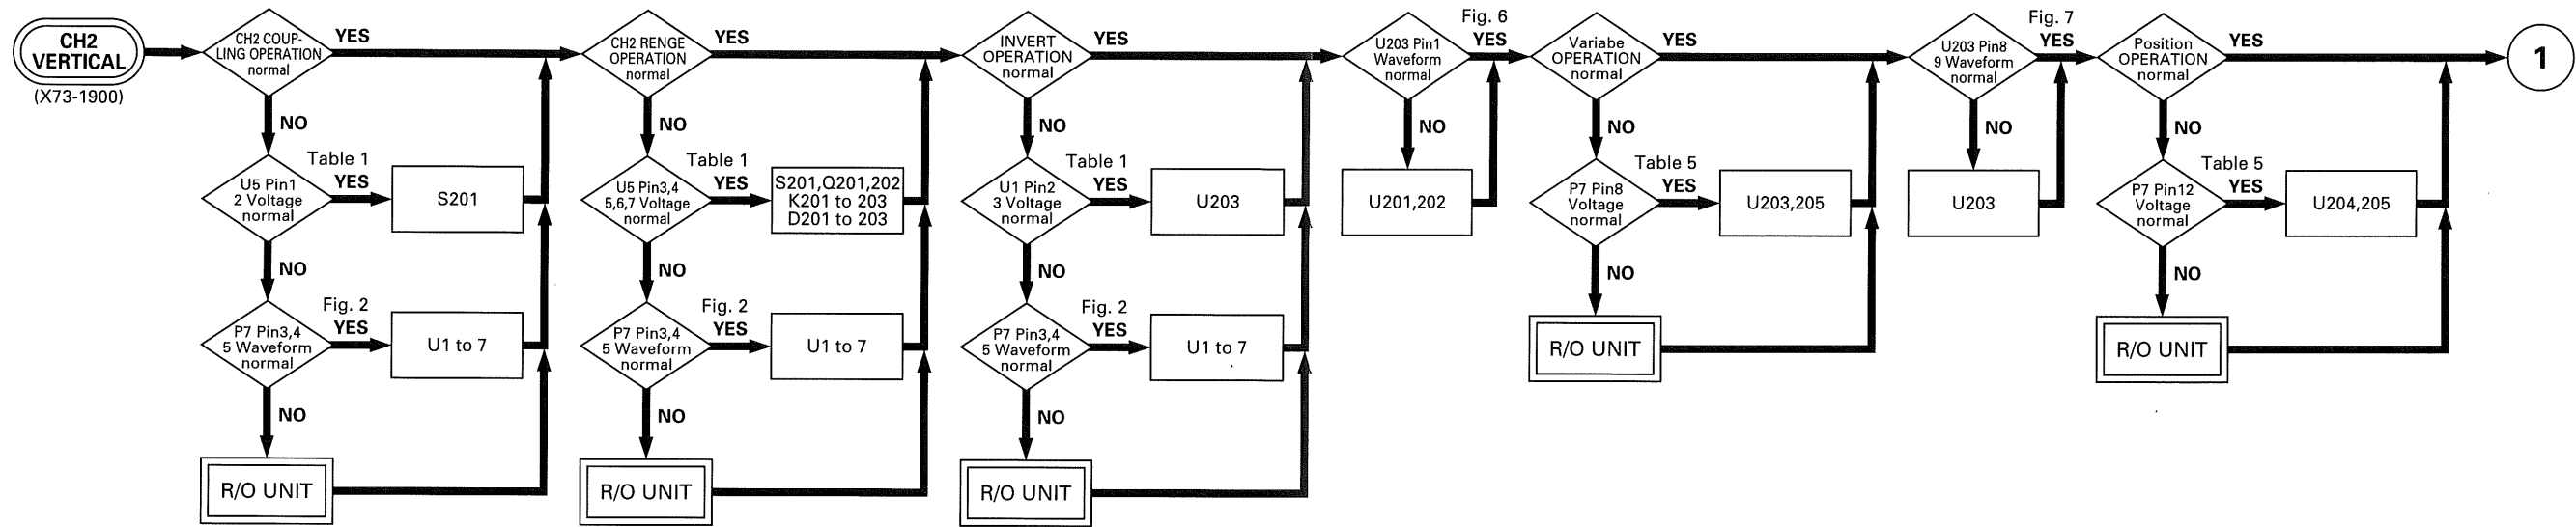 CH2
VERTICAL
(X73-1900)
CH2 COUP-
LING OPERATION
normal
YES
NO
U5 Pin1
2 Voltage
normal
Table 1
YES
S201
NO
P7 Pin3,4
5 Waveform
normal
Fig. 2
YES
U1 to 7
NO
R/O UNIT
CH2 RENGE
OPERATION
normal
YES
NO
U5 Pin3,4
5,6,7 Voltage
normal
Table 1
YES
S201,Q201,202
K201 to 203
D201 to 203
NO
P7 Pin3,4
5 Waveform
normal
Fig. 2
YES
U1 to 7
NO
R/O UNIT
INVERT
OPERATION
normal
YES
NO
U1 Pin2
3 Voltage
normal
Table 1
YES
U203
NO
P7 Pin3,4
5 Waveform
normal
Fig. 2
YES
U1 to 7
NO
R/O UNIT
U203 Pin1
Waveform
normal
Fig. 6
YES
NO
U201,202
Variabe
OPERATION
normal
YES
NO
P7 Pin8
Voltage
normal
Table 5
YES
U203,205
NO
R/O UNIT
U203 Pin8
9 Waveform
normal
Fig. 7
YES
NO
U203
Position
OPERATION
normal
YES
NO
P7 Pin12
Voltage
normal
Table 5
YES
U204,205
NO
R/O UNIT
1